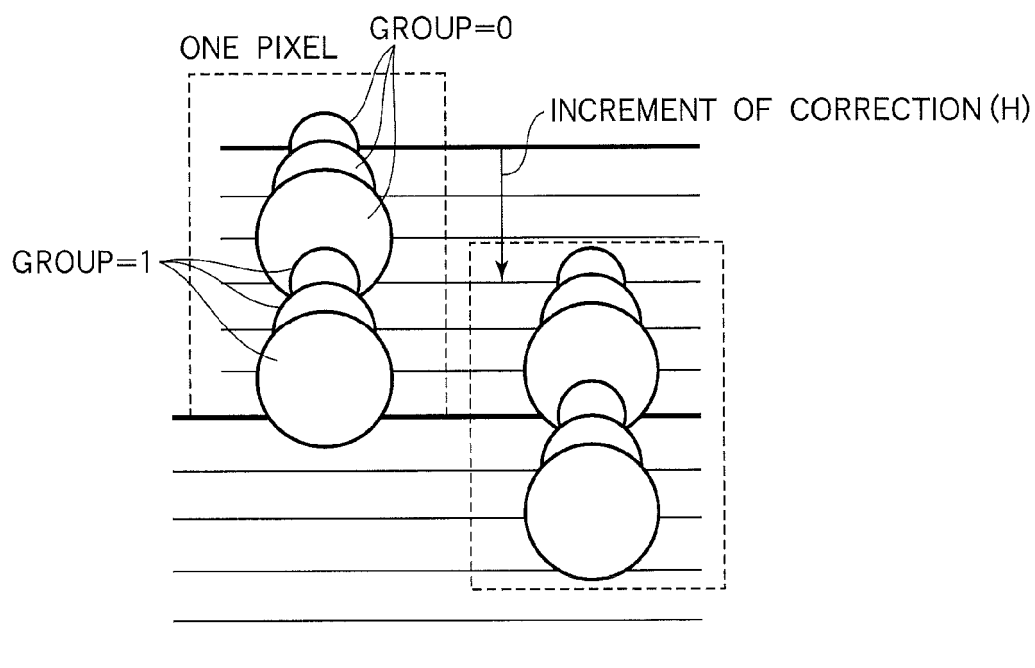 GROUP=0
ONE PIXEL
INCREMENT OF CORRECTION (H)
GROUP=1